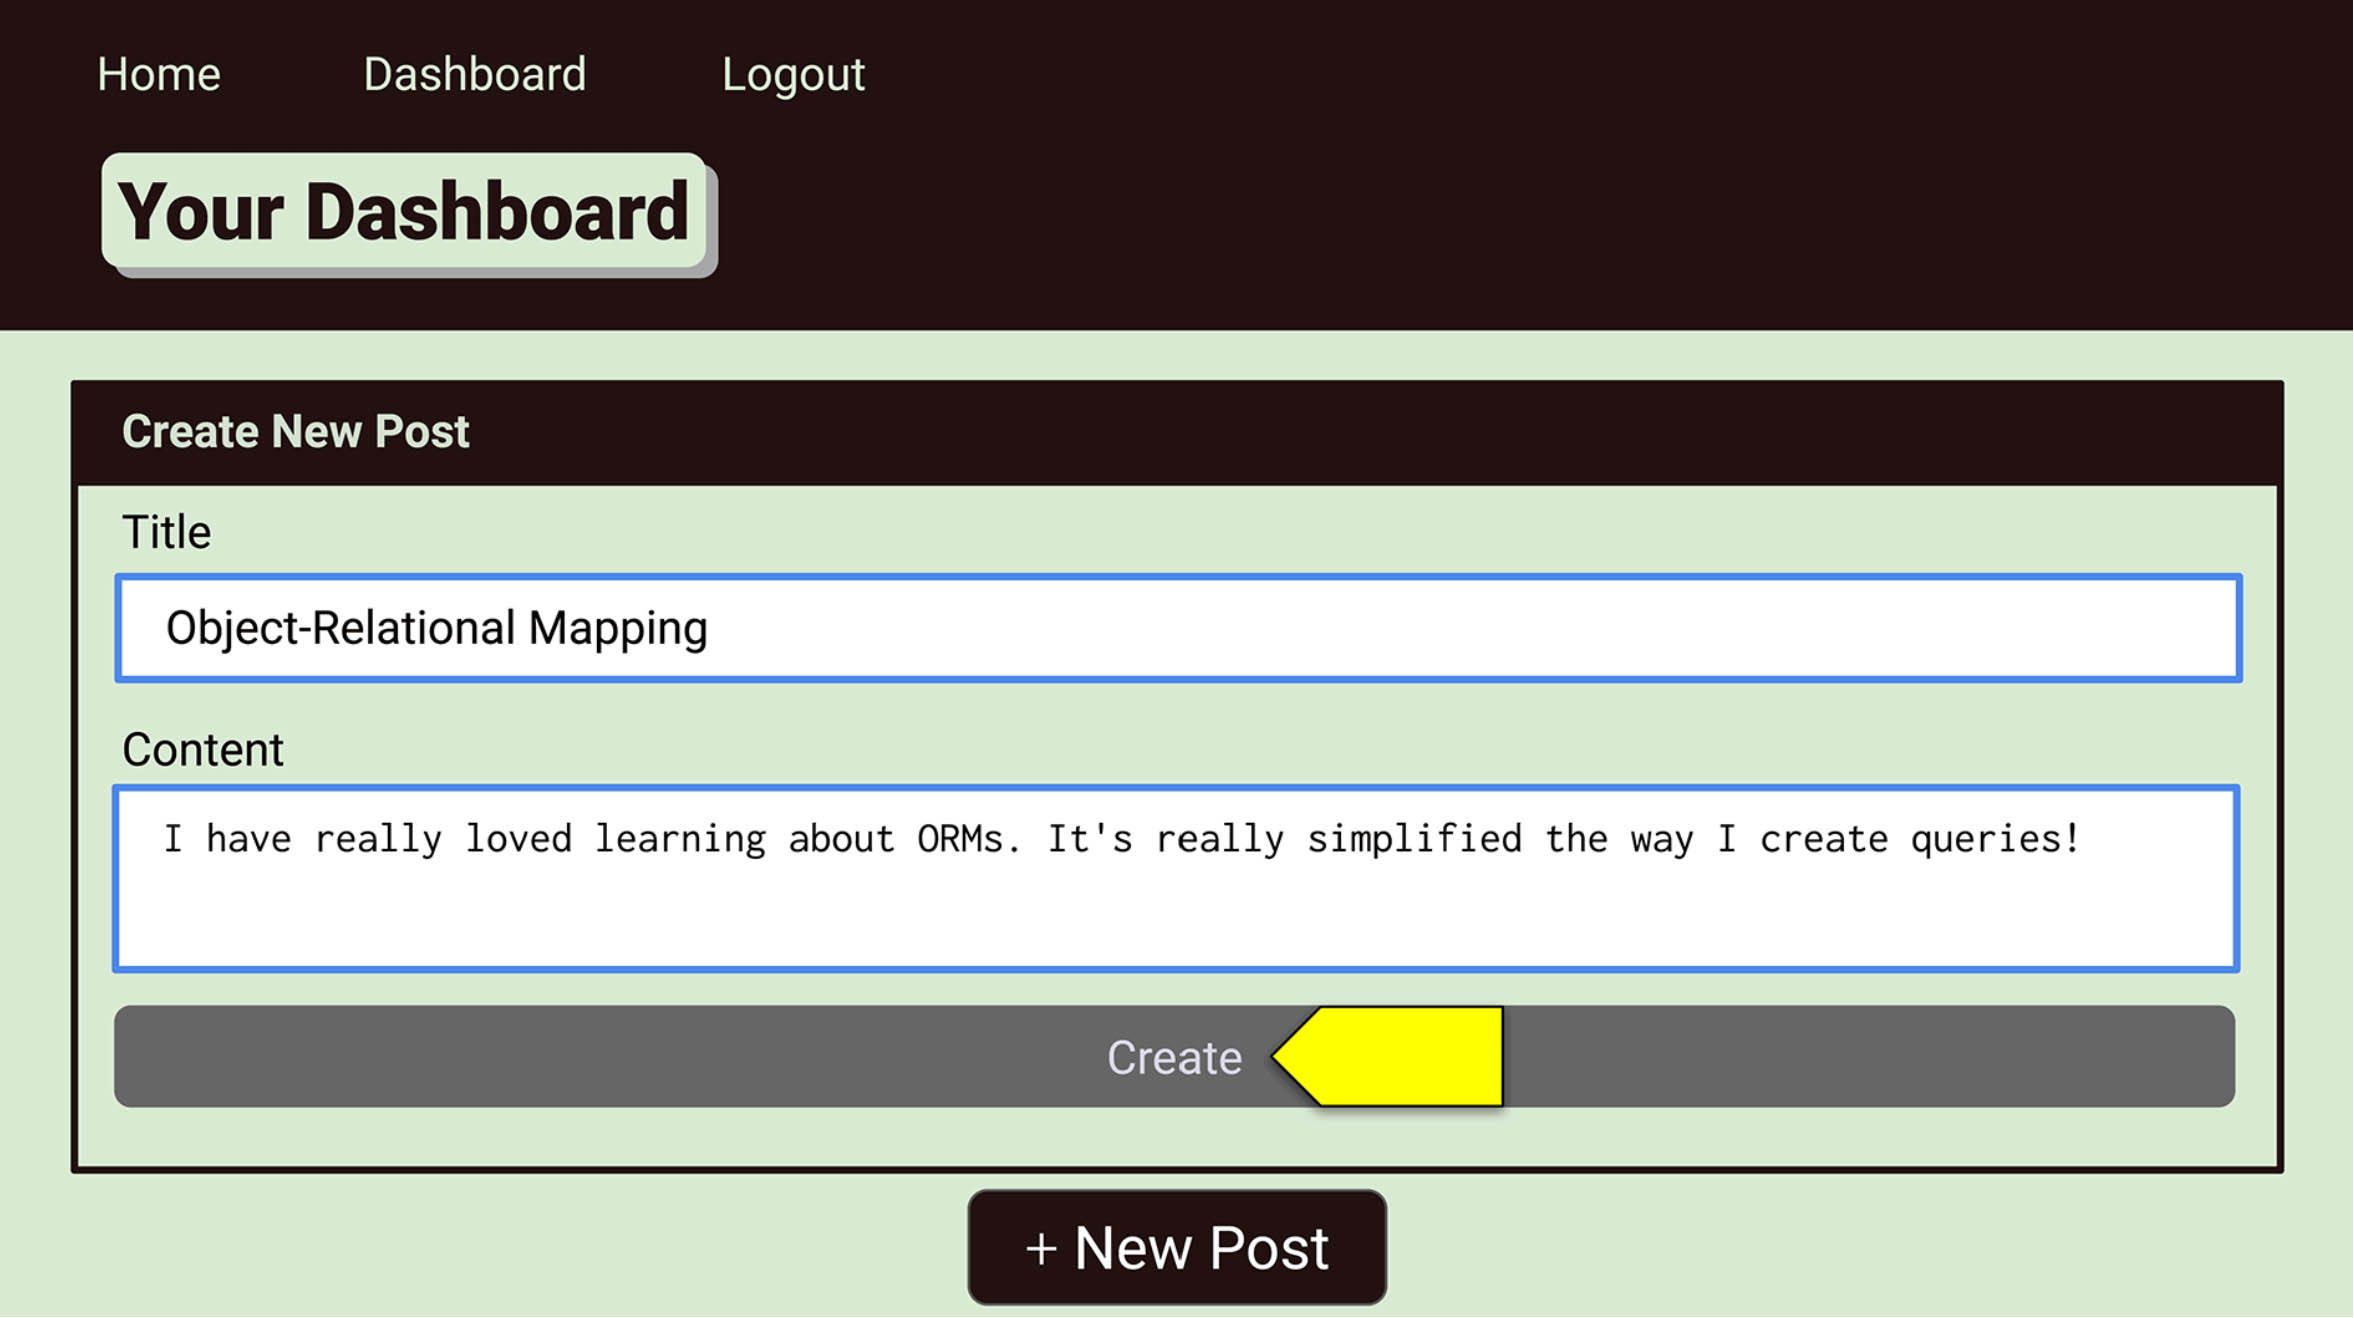 Home Dashboard Logout
Your Dashboard
Create New Post
Title
Object-Relational Mapping
Content
I have really loved learning about ORMs. It's really simplified the way I create queries!
Create
+ New Post